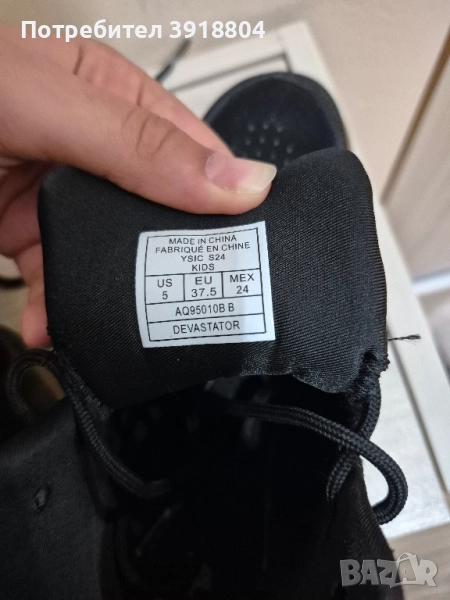 Потребител 3918804
MADE IN CHINA
FABRIQUÉ EN CHINE
YSIC S24
KIDS
US EU MEX
5 37.5 24
AQ95010B B
DEVASTATOR
BAZAR